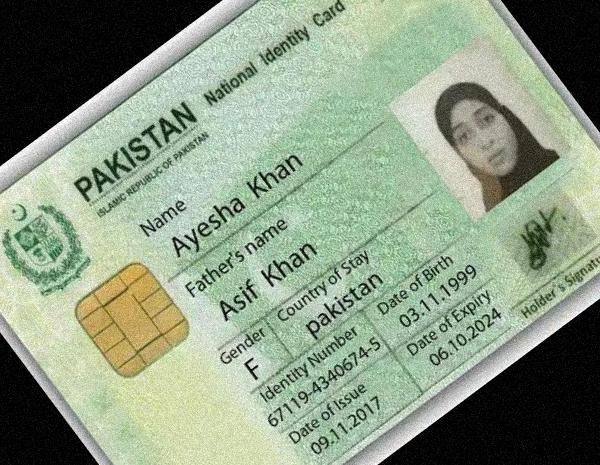 PAKISTAN National Identity Card
ISLAMIC REPUBLIC OF PAKISTAN
Name
Ayesha Khan
Father's name
Asif Khan
Gender
F
Country of Stay
pakistan
Identity Number
67119-4340674-5
Date of Birth
03.11.1999
Date of Issue
09.11.2017
Date of Expiry
06.10.2024
Holder's Signatu